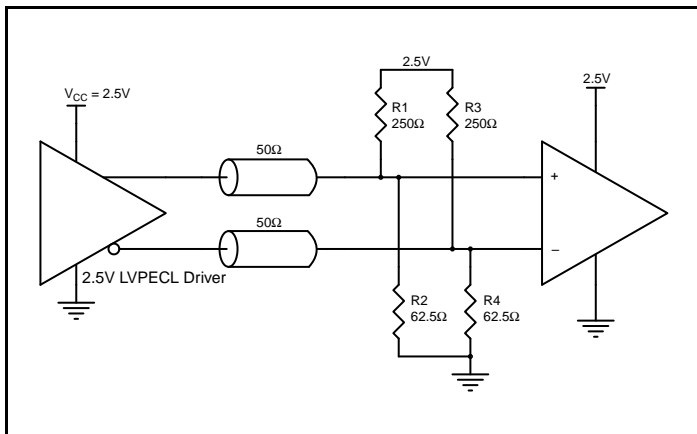 2.5V
V_CC = 2.5V
2.5V
R1
250Ω
R3
250Ω
50Ω
+
50Ω
–
2.5V LVPECL Driver
R2
62.5Ω
R4
62.5Ω